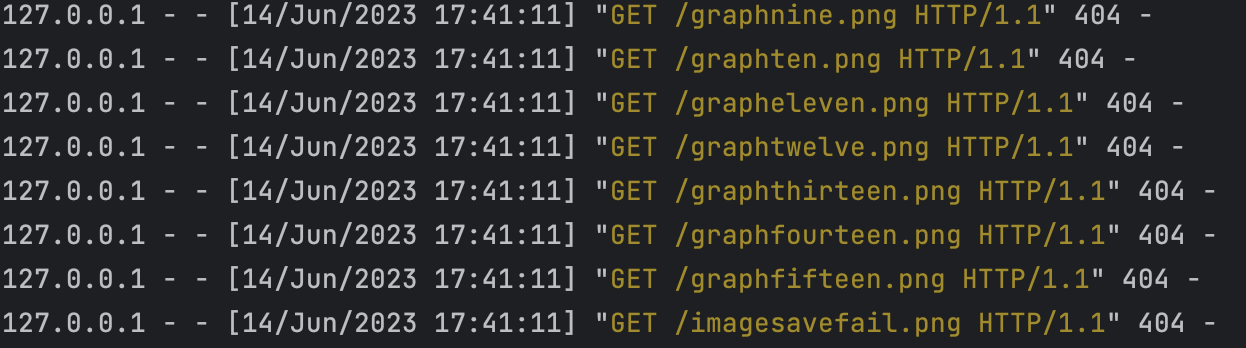 127.0.0.1 - - [14/Jun/2023 17:41:11] "GET /graphnine.png HTTP/1.1" 404 -
127.0.0.1 - - [14/Jun/2023 17:41:11] "GET /graphten.png HTTP/1.1" 404 -
127.0.0.1 - - [14/Jun/2023 17:41:11] "GET /grapheleven.png HTTP/1.1" 404 -
127.0.0.1 - - [14/Jun/2023 17:41:11] "GET /graphtwelve.png HTTP/1.1" 404 -
127.0.0.1 - - [14/Jun/2023 17:41:11] "GET /graphthirteen.png HTTP/1.1" 404 -
127.0.0.1 - - [14/Jun/2023 17:41:11] "GET /graphfourteen.png HTTP/1.1" 404 -
127.0.0.1 - - [14/Jun/2023 17:41:11] "GET /graphfifteen.png HTTP/1.1" 404 -
127.0.0.1 - - [14/Jun/2023 17:41:11] "GET /imagesavefail.png HTTP/1.1" 404 -